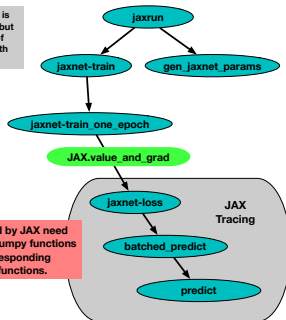 is
but
f
th
jaxrun
jaxnet-train
gen_jaxnet_params
jaxnet-train_one_epoch
JAX.value_and_grad
jaxnet-loss
JAX
Tracing
batched_predict
predict
d by JAX need
umpy functions
esponding
functions.